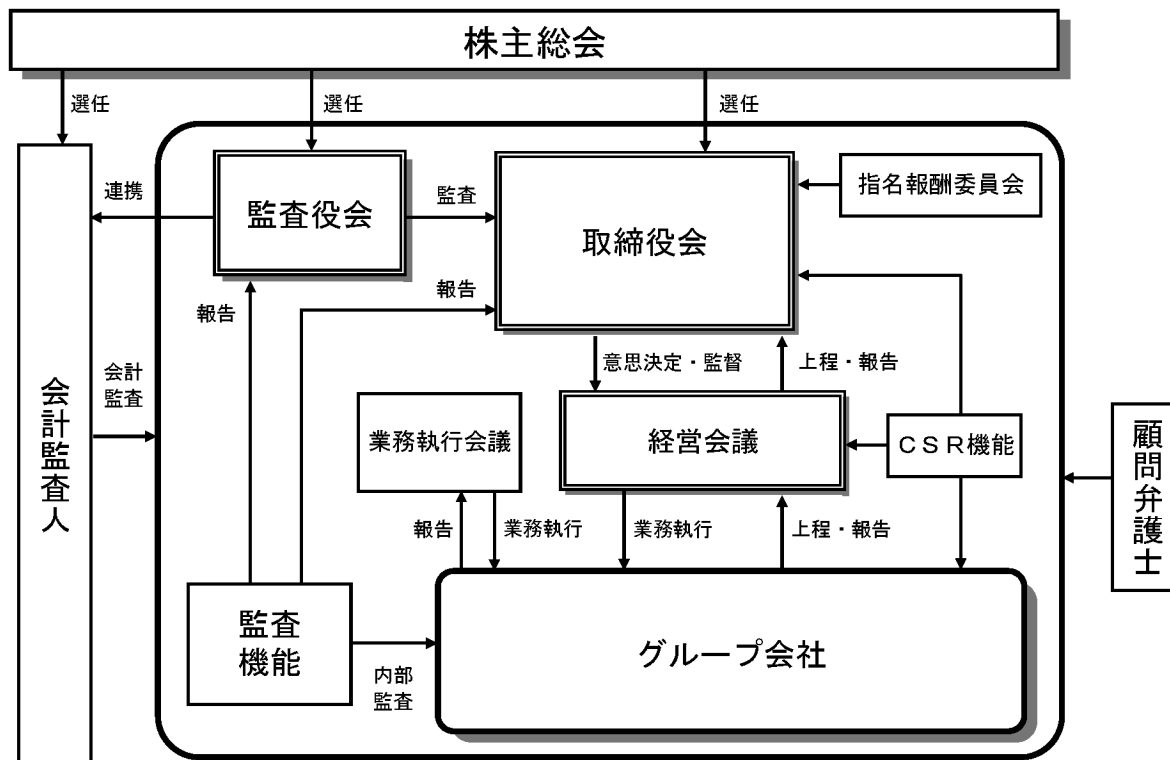 株主総会
選任
選任
選任
連携
監査役会
監査
取締役会
指名報酬委員会
報告
報告
会計
監査
意思決定・監督
上程・報告
会計監査人
業務執行会議
経営会議
CSR機能
顧問弁護士
報告
業務執行
業務執行
上程・報告
監査
機能
内部
監査
グループ会社